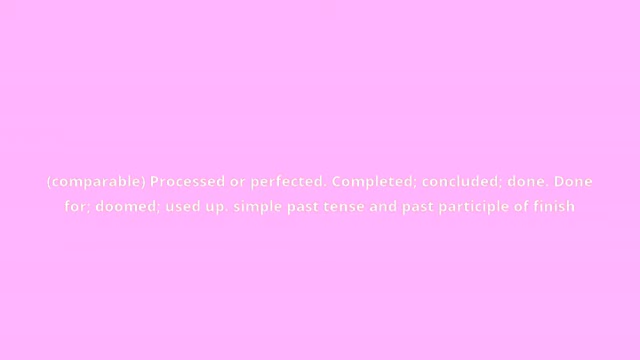 (comparable) Processed or perfected. Completed; concluded; done. Done
for; doomed; used up. simple past tense and past participle of finish